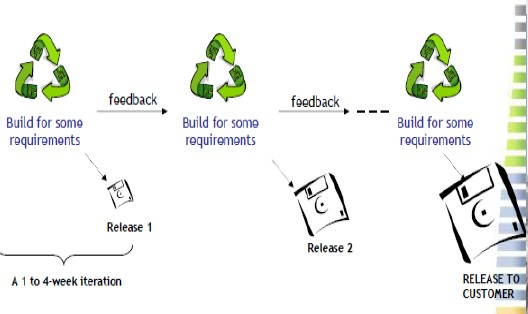 feedback
feedback
Build for some
requirements
Build for some
requirements
Build for some
requirements
Release 1
Release 2
A 1 to 4-week iteration
RELEASE TO
CUSTOMER